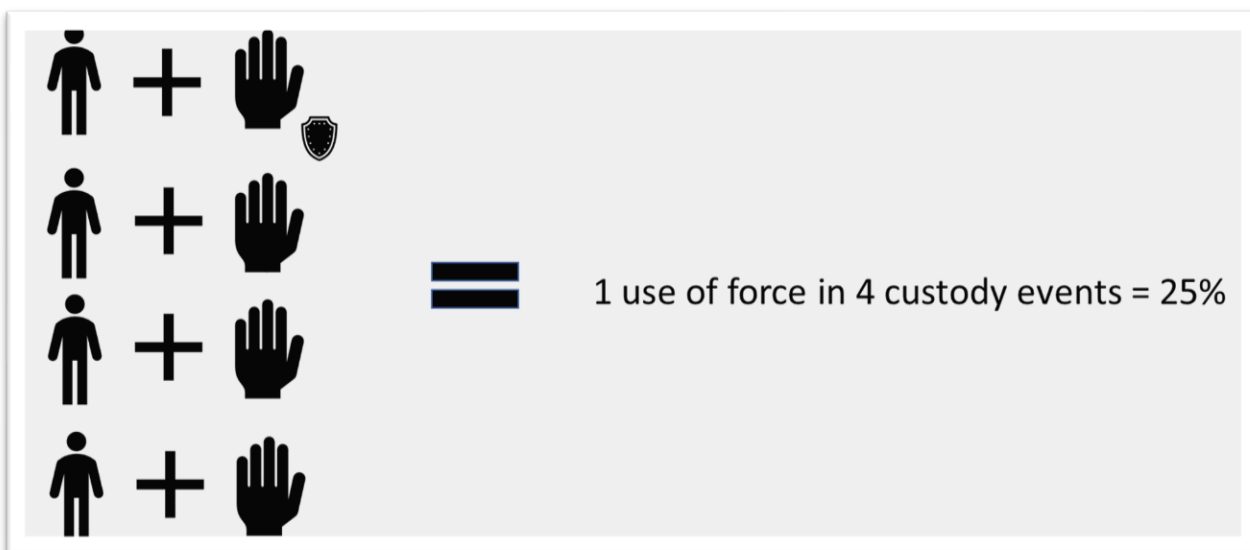 1 use of force in 4 custody events = 25%